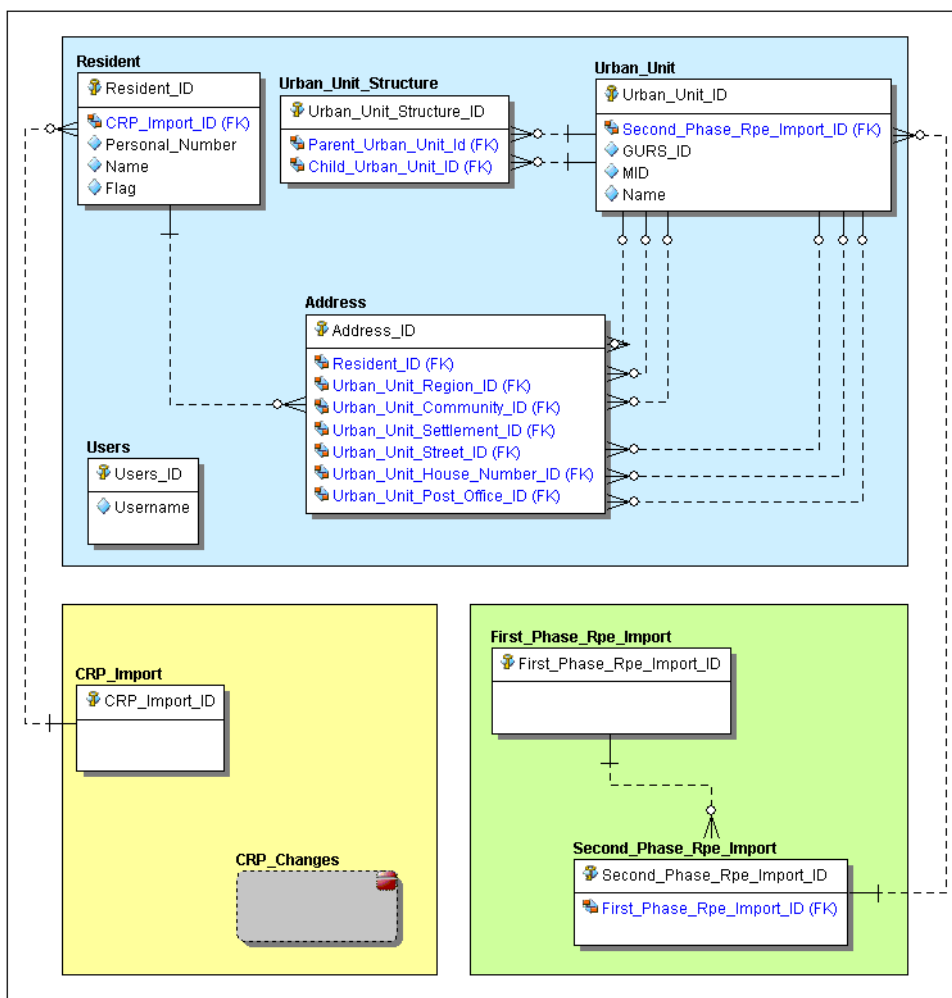 Resident
Resident_ID
CRP_Import_ID (FK)
Personal_Number
Name
Flag
Urban_Unit_Structure
Urban_Unit_Structure_ID
Parent_Urban_Unit_Id (FK)
Child_Urban_Unit_ID (FK)
Urban_Unit
Urban_Unit_ID
Second_Phase_Rpe_Import_ID (FK)
GURS_ID
MID
Name
Address
Address_ID
Resident_ID (FK)
Urban_Unit_Region_ID (FK)
Urban_Unit_Community_ID (FK)
Urban_Unit_Settlement_ID (FK)
Urban_Unit_Street_ID (FK)
Urban_Unit_House_Number_ID (FK)
Urban_Unit_Post_Office_ID (FK)
Users
Users_ID
Username
CRP_Import
CRP_Import_ID
CRP_Changes
First_Phase_Rpe_Import
First_Phase_Rpe_Import_ID
Second_Phase_Rpe_Import
Second_Phase_Rpe_Import_ID
First_Phase_Rpe_Import_ID (FK)